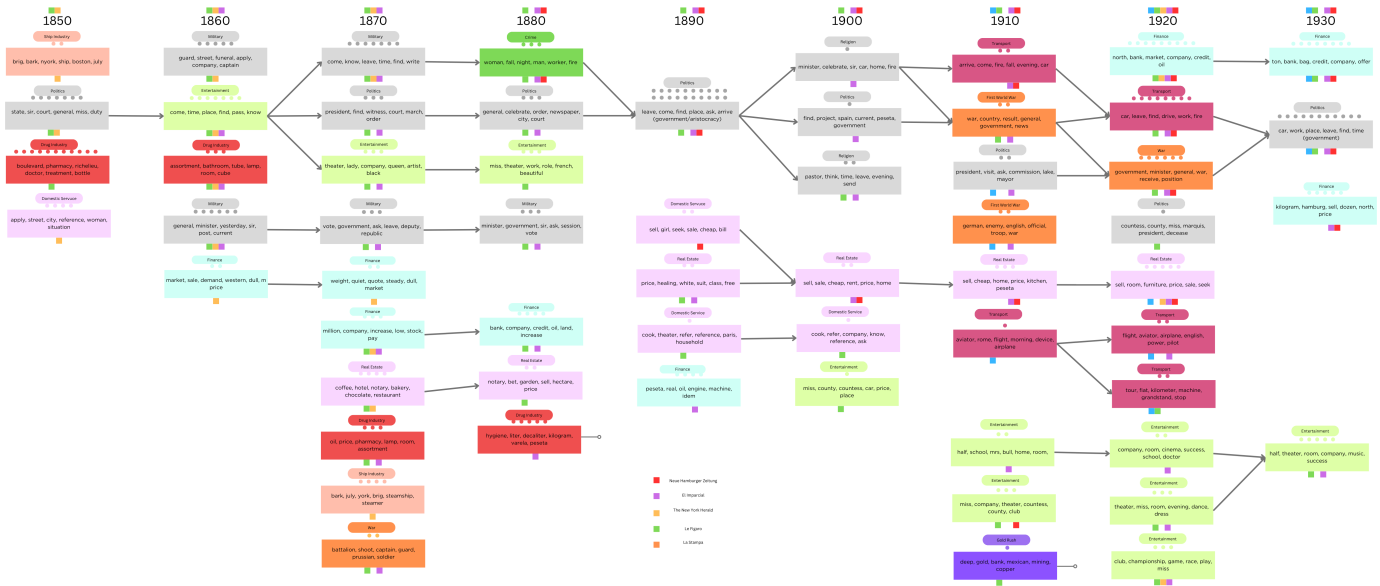 1850
1860
1870
1880
1890
1900
1910
1920
1930
Ship Industry
brig, bark, nyork, ship, boston, july
Politics
state, sir, court, general, miss, duty
Drug Industry
boulevard, pharmacy, richelieu,
doctor, treatment, bottle
Domestic Servuce
apply, street, city, reference, woman,
situation
Military
guard, street, funeral, apply,
company, captain
Entertainment
come, time, place, find, pass, know
Drug Industry
assortment, bathroom, tube, lamp,
room, cube
Military
general, minister, yesterday, sir,
post, current
Finance
market, sale, demand, western, dull, m
price
Military
come, know, leave, time, find, write
Politics
president, find, witness, court, march,
order
Entertainment
theater, lady, company, queen, artist,
black
Military
vote, government, ask, leave, deputy,
republic
Finance
weight, quiet, quote, steady, dull,
market
Finance
million, company, increase, low, stock,
pay
Real Estate
coffee, hotel, notary, bakery,
chocolate, restaurant
Drug Industry
oil, price, pharmacy, lamp, room,
assortment
Ship Industry
bark, july, york, brig, steamship,
steamer
War
battalion, shoot, captain, guard,
prussian, soldier
Crime
woman, fall, night, man, worker, fire
Politics
general, celebrate, order, newspaper,
city, court
Entertainment
miss, theater, work, role, french,
beautiful
Military
minister, government, sir, ask, session,
vote
Finance
bank, company, credit, oil, land,
increase
Real Estate
notary, bet, garden, sell, hectare,
price
Drug Industry
hygiene, liter, decaliter, kilogram,
varela, peseta
Politics
leave, come, find, place, ask, arrive
(government/aristocracy)
Domestic Servuce
sell, girl, seek, sale, cheap, bill
Real Estate
price, healing, white, suit, class, free
Domestic Service
cook, theater, refer, reference, paris,
household
Finance
peseta, real, oil, engine, machine,
idem
Religion
minister, celebrate, sir, car, home, fire
Politics
find, project, spain, current, paseta,
government
Religion
pastor, think, time, leave, evening,
send
Real Estate
sell, sale, cheap, rent, price, home
Domestic Service
cook, refer, company, know,
reference, ask
Entertainment
miss, county, countess, car, price,
place
Transport
arrive, come, fire, fall, evening, car
First World War
war, country, result, general,
government, news
Politics
president, visit, ask, commission, lake,
mayor
First World War
german, enemy, english, official,
troop, war
Real Estate
sell, cheap, home, price, kitchen,
peseta
Transport
aviator, rome, flight, morning, device,
airplane
Entertainment
half, school, mrs, bull, home, room,
Entertainment
miss, company, theater, countess,
county, club
Gold Rush
deep, gold, bank, mexican, mining,
copper
Finance
north, bank, market, company, credit,
oil
Transport
car, leave, find, drive, work, fire
War
government, minister, general, war,
receive, position
Politics
countess, county, miss, marquis,
president, decease
Real Estate
sell, room, furniture, price, sale, seek
Transport
flight, aviator, airplane, english,
power, pilot
Transport
tour, fiat, kilometer, machine,
grandstand, stop
Entertainment
company, room, cinema, success,
school, doctor
Entertainment
theater, miss, room, evening, dance,
dress
Entertainment
club, championship, game, race, play,
miss
Finance
ton, bank, bag, credit, company, offer
Politics
car, work, place, leave, find, time
(government)
Finance
kilogram, hamburg, sell, dozen, north,
price
Entertainment
half, theater, room, company, music,
success
Neue Hamburger Zeitung
El Imparcial
The New York Herald
Le Figaro
La Stampa